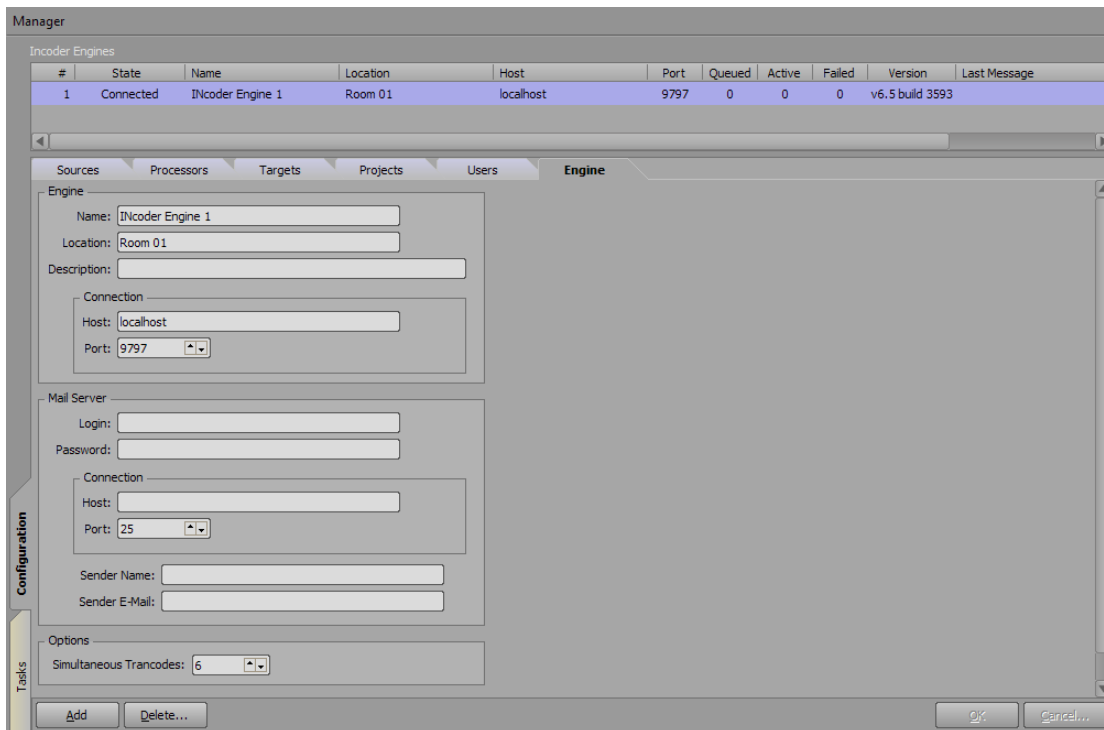 Manager
Incoder Engines
# State Name Location Host Port Queued Active Failed Version Last Message
1 Connected INcoder Engine 1 Room 01 localhost 9797 0 0 0 v6.5 build 3593
Sources Processors Targets Projects Users Engine
Engine
Name: INcoder Engine 1
Location: Room 01
Description:
Connection
Host: localhost
Port: 9797
Mail Server
Login:
Password:
Connection
Host:
Port: 25
Sender Name:
Sender E-Mail:
Options
Simultaneous Trancodes: 6
Configuration
Tasks
Add Delete... OK Cancel...